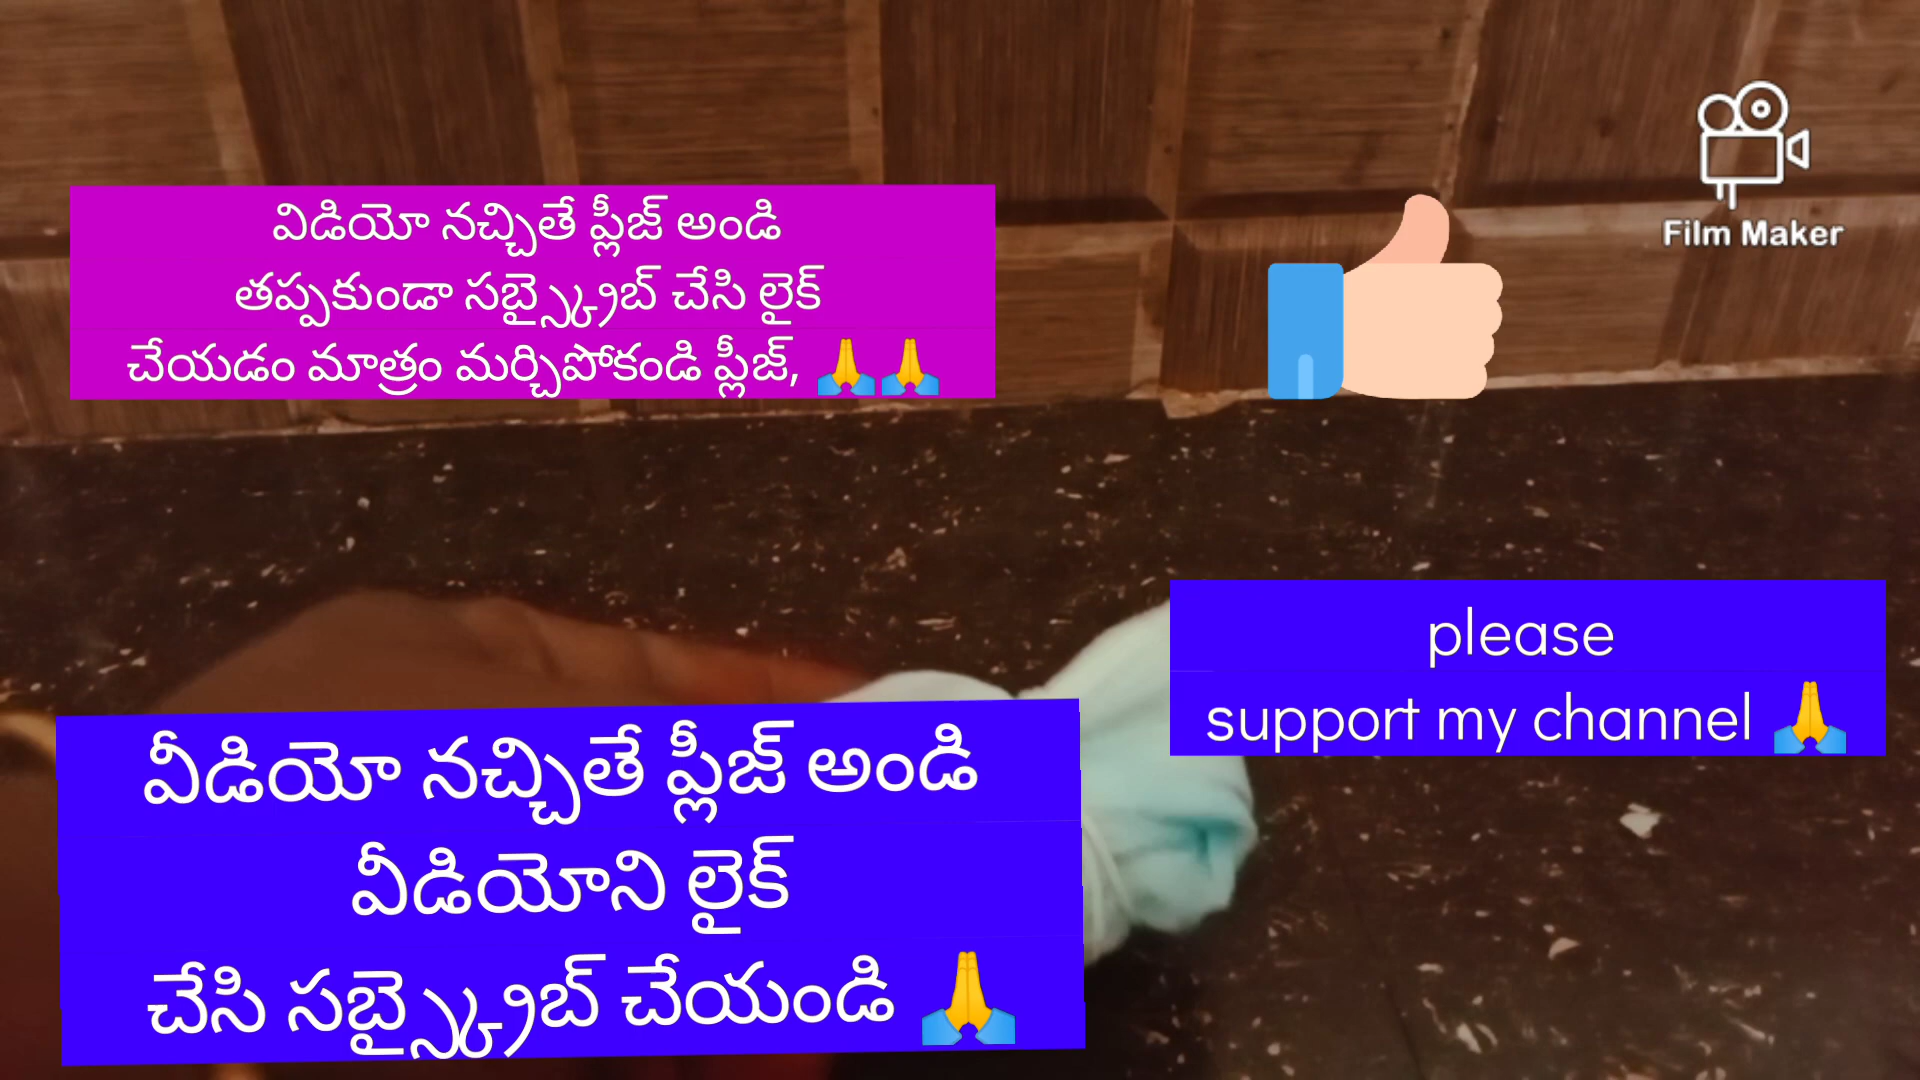 Film Maker
విడియో నచ్చితే ప్లీజ్ అండి
తప్పకుండా సబ్స్క్రైబ్ చేసి లైక్
చేయడం మాత్రం మర్చిపోకండి ప్లీజ్, 🙏🙏
please
support my channel 🙏
వీడియో నచ్చితే ప్లీజ్ అండి
వీడియోని లైక్
చేసి సబ్స్క్రైబ్ చేయండి 🙏